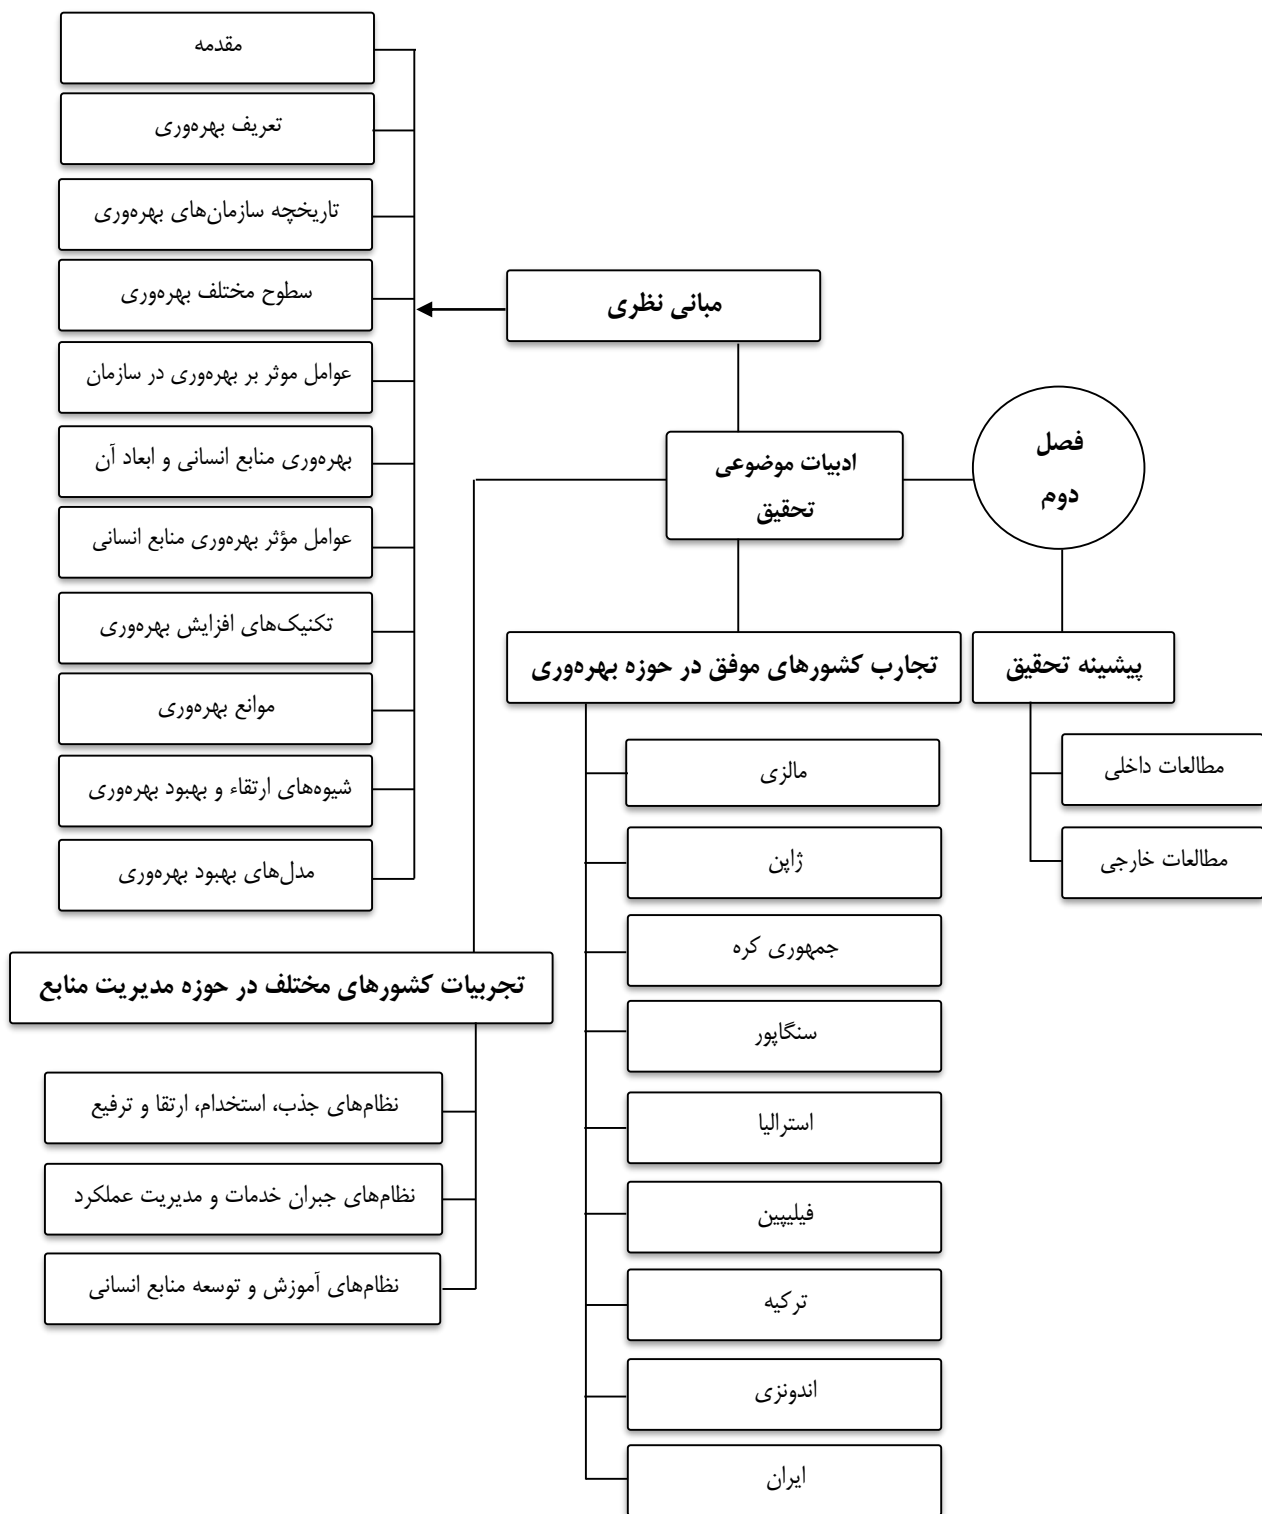 فصل
دوم
ادبیات موضوعی
تحقیق
مبانی نظری
مقدمه
تعریف بهره‌وری
تاریخچه سازمان‌های بهره‌وری
سطوح مختلف بهره‌وری
عوامل موثر بر بهره‌وری در سازمان
بهره‌وری منابع انسانی و ابعاد آن
عوامل مؤثر بهره‌وری منابع انسانی
تکنیک‌های افزایش بهره‌وری
موانع بهره‌وری
شیوه‌های ارتقاء و بهبود بهره‌وری
مدل‌های بهبود بهره‌وری
پیشینه تحقیق
مطالعات داخلی
مطالعات خارجی
تجارب کشورهای موفق در حوزه بهره‌وری
مالزی
ژاپن
جمهوری کره
سنگاپور
استرالیا
فیلیپین
ترکیه
اندونزی
ایران
تجربیات کشورهای مختلف در حوزه مدیریت منابع
نظام‌های جذب، استخدام، ارتقا و ترفیع
نظام‌های جبران خدمات و مدیریت عملکرد
نظام‌های آموزش و توسعه منابع انسانی